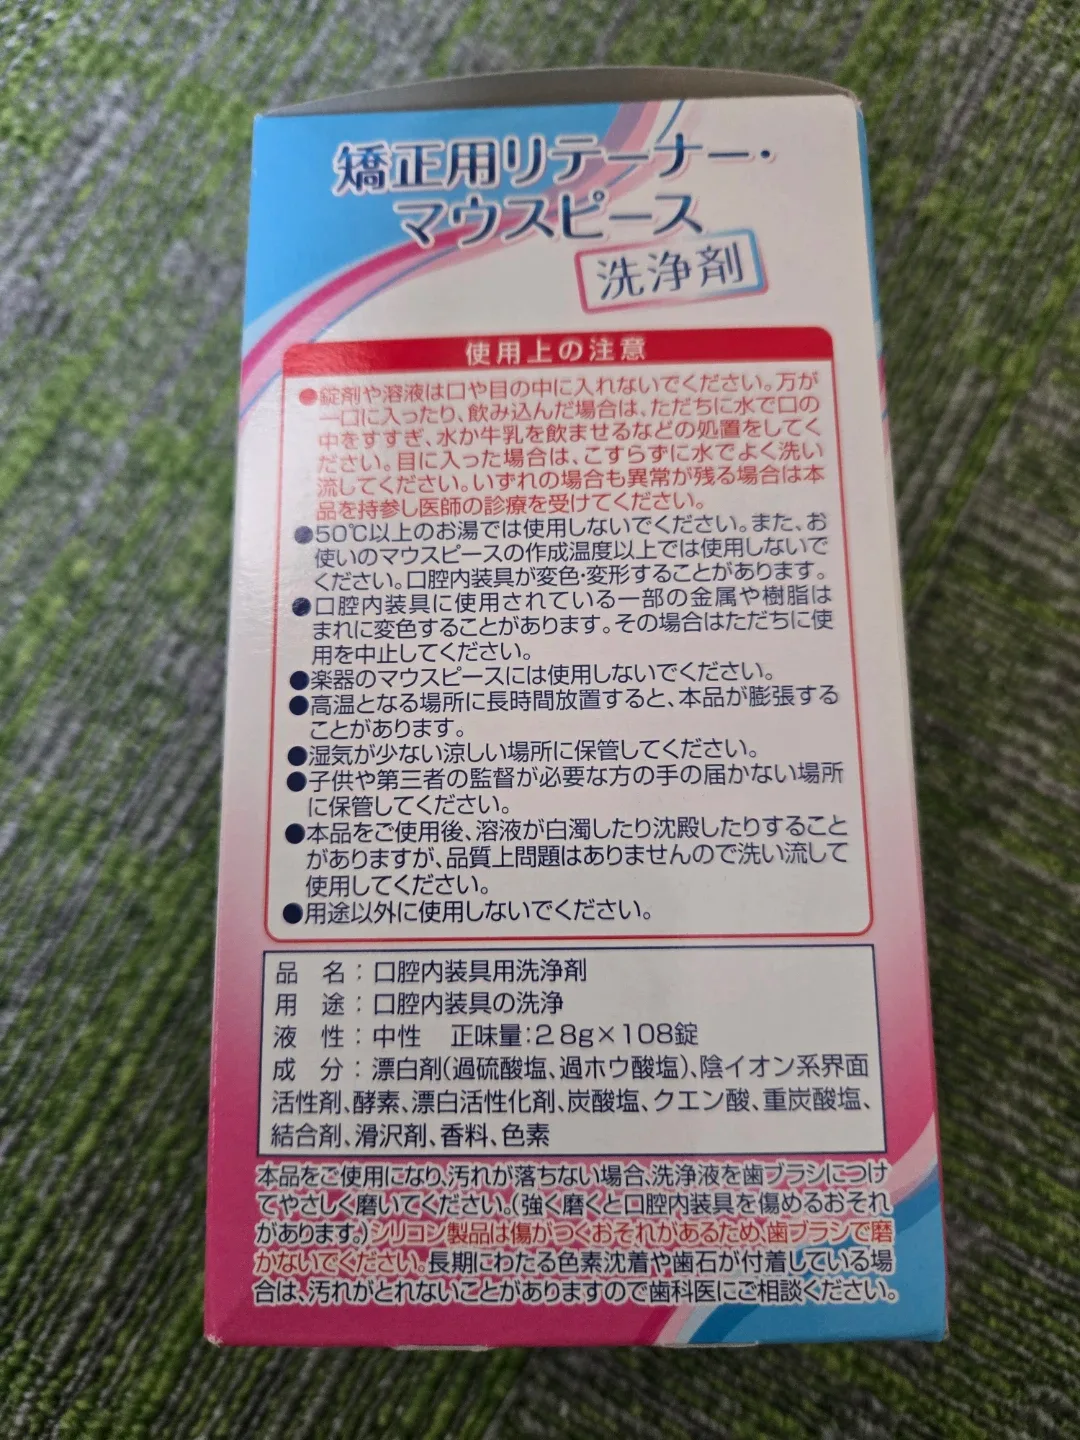 矯正用リテーナー・
マウスピース
洗浄剤
使用上の注意
●錠剤や溶液は口や目の中に入れないでください。万が
一口に入ったり、飲み込んだ場合は、ただちに水で口の
中をすすぎ、水か牛乳を飲ませるなどの処置をしてく
ださい。目に入った場合は、こすらずに水でよく洗い
流してください。いずれの場合も異常が残る場合は本
品を持参し医師の診療を受けてください。
●50℃以上のお湯では使用しないでください。また、お
使いのマウスピースの作成温度以上では使用しないで
ください。口腔内装具が変色・変形することがあります。
●口腔内装具に使用されている一部の金属や樹脂は
まれに変色することがあります。その場合はただちに使
用を中止してください。
●楽器のマウスピースには使用しないでください。
●高温となる場所に長時間放置すると、本品が膨張する
ことがあります。
●湿気が少ない涼しい場所に保管してください。
●子供や第三者の監督が必要な方の手の届かない場所
に保管してください。
●本品をご使用後、溶液が白濁したり沈殿したりすること
がありますが、品質上問題はありませんので洗い流して
使用してください。
●用途以外に使用しないでください。
品 名：口腔内装具用洗浄剤
用 途：口腔内装具の洗浄
液 性：中性 正味量：2.8g×108錠
成 分：漂白剤(過硫酸塩、過ホウ酸塩)、陰イオン系界面
活性剤、酵素、漂白活性化剤、炭酸塩、クエン酸、重炭酸塩、
結合剤、滑沢剤、香料、色素
本品をご使用になり、汚れが落ちない場合、洗浄液を歯ブラシにつけ
てやさしく磨いてください。(強く磨くと口腔内装具を傷めるおそれ
があります。)シリコン製品は傷がつくおそれがあるため、歯ブラシで磨
かないでください。長期にわたる色素沈着や歯石が付着している場
合は、汚れがとれないことがありますので歯科医にご相談ください。